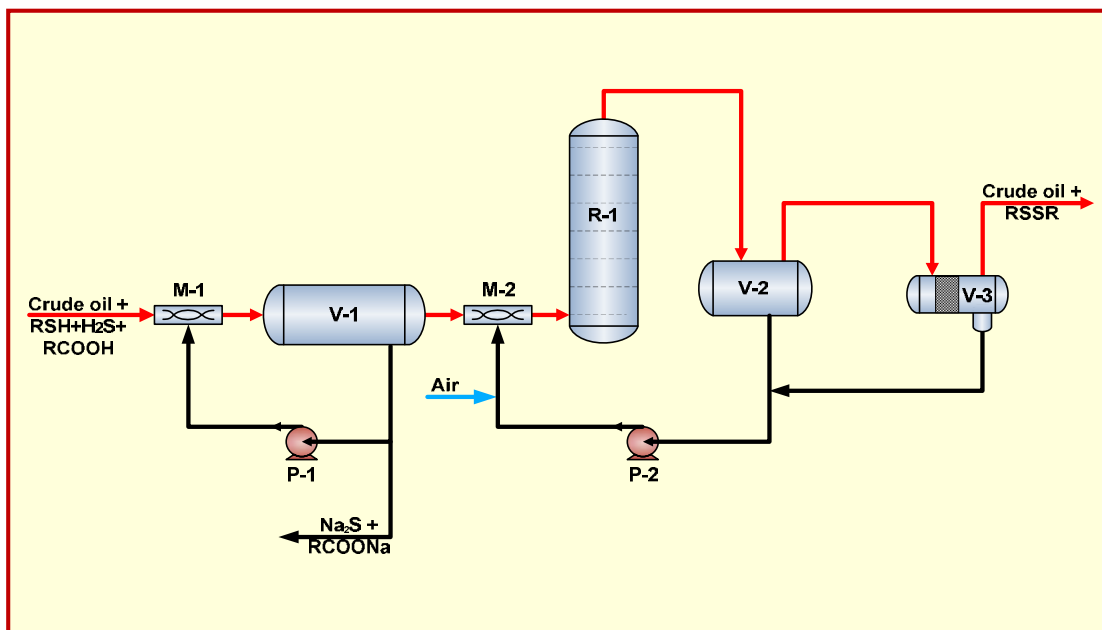 Crude oil +
RSH+H₂S+
RCOOH
M-1
V-1
P-1
Na₂S +
RCOONa
Air
M-2
P-2
R-1
V-2
V-3
Crude oil +
RSSR